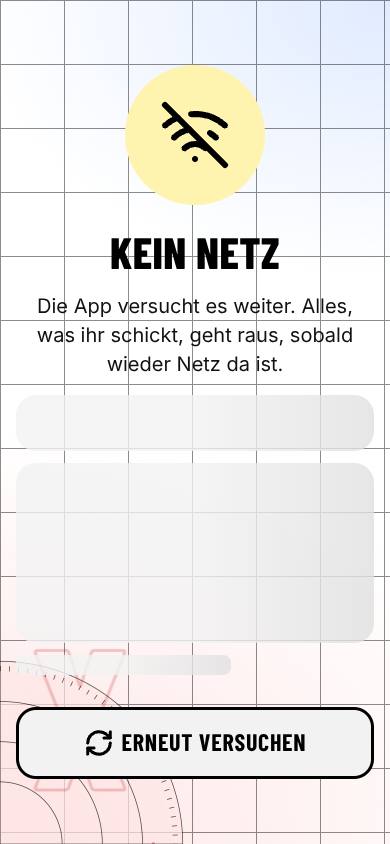 KEIN NETZ
Die App versucht es weiter. Alles,
was ihr schickt, geht raus, sobald
wieder Netz da ist.
ERNEUT VERSUCHEN